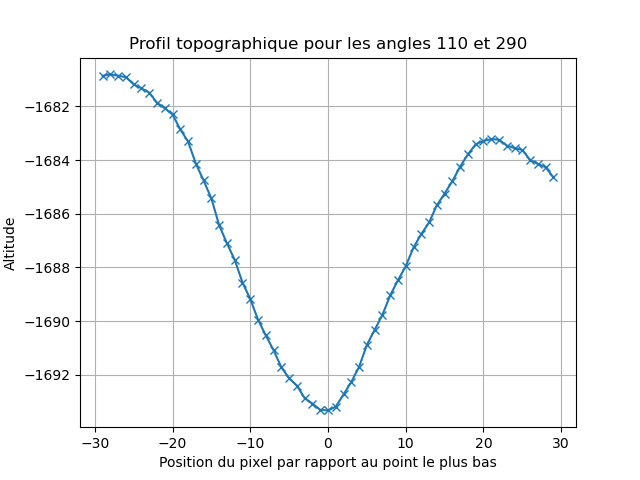 Profil topographique pour les angles 110 et 290
Altitude
−1682
−1684
−1686
−1688
−1690
−1692
−30 −20 −10 0 10 20 30
Position du pixel par rapport au point le plus bas